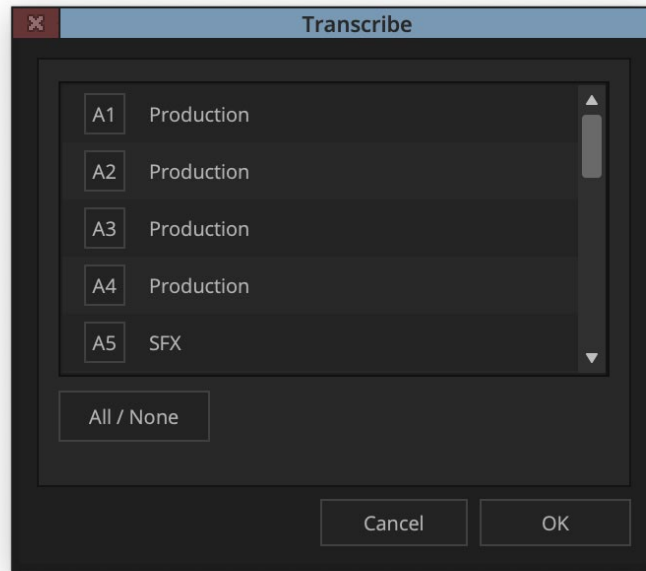 Transcribe
A1 Production
A2 Production
A3 Production
A4 Production
A5 SFX
All / None
Cancel OK